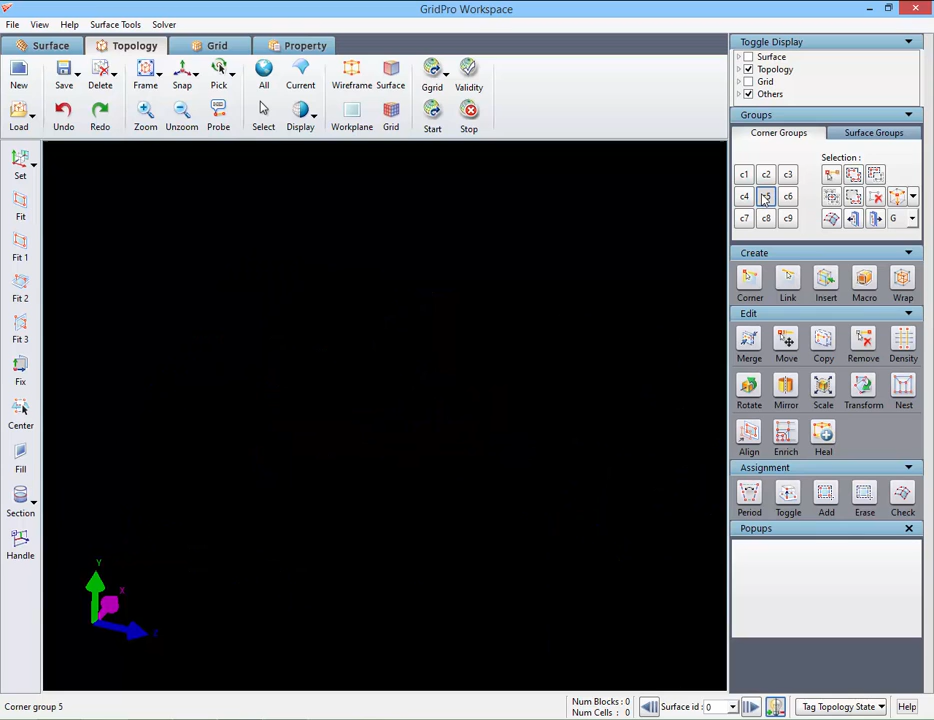 GridPro Workspace
File View Help Surface Tools Solver
Surface Topology Grid Property
New Save Delete Frame Snap Pick All Current Wireframe Surface Ggrid Validity
Load Undo Redo Zoom Unzoom Probe Select Display Workplane Grid Start Stop
Set
Fit
Fit 1
Fit 2
Fit 3
Fix
Center
Fill
Section
Handle
Y
X
Z
Toggle Display
Surface
Topology
Grid
Others
Groups
Corner Groups Surface Groups
Selection :
c1 c2 c3
c4 c5 c6
c7 c8 c9 G
Create
Corner Link Insert Macro Wrap
Edit
Merge Move Copy Remove Density
Rotate Mirror Scale Transform Nest
Align Enrich Heal
Assignment
Period Toggle Add Erase Check
Popups
Corner group 5
Num Blocks : 0
Num Cells : 0
Surface id : 0
Tag Topology State
Help